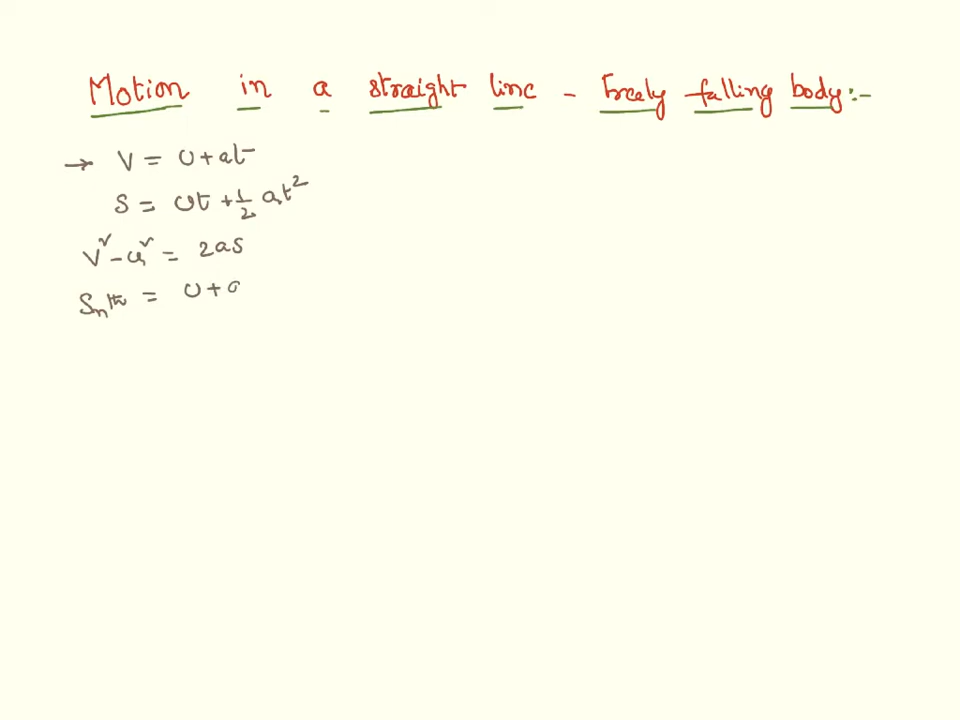 Motion in a straight line - Freely falling body :-
→ V = U + at
S = ut + 1/2 at²
V² - u² = 2as
Snth = U + a